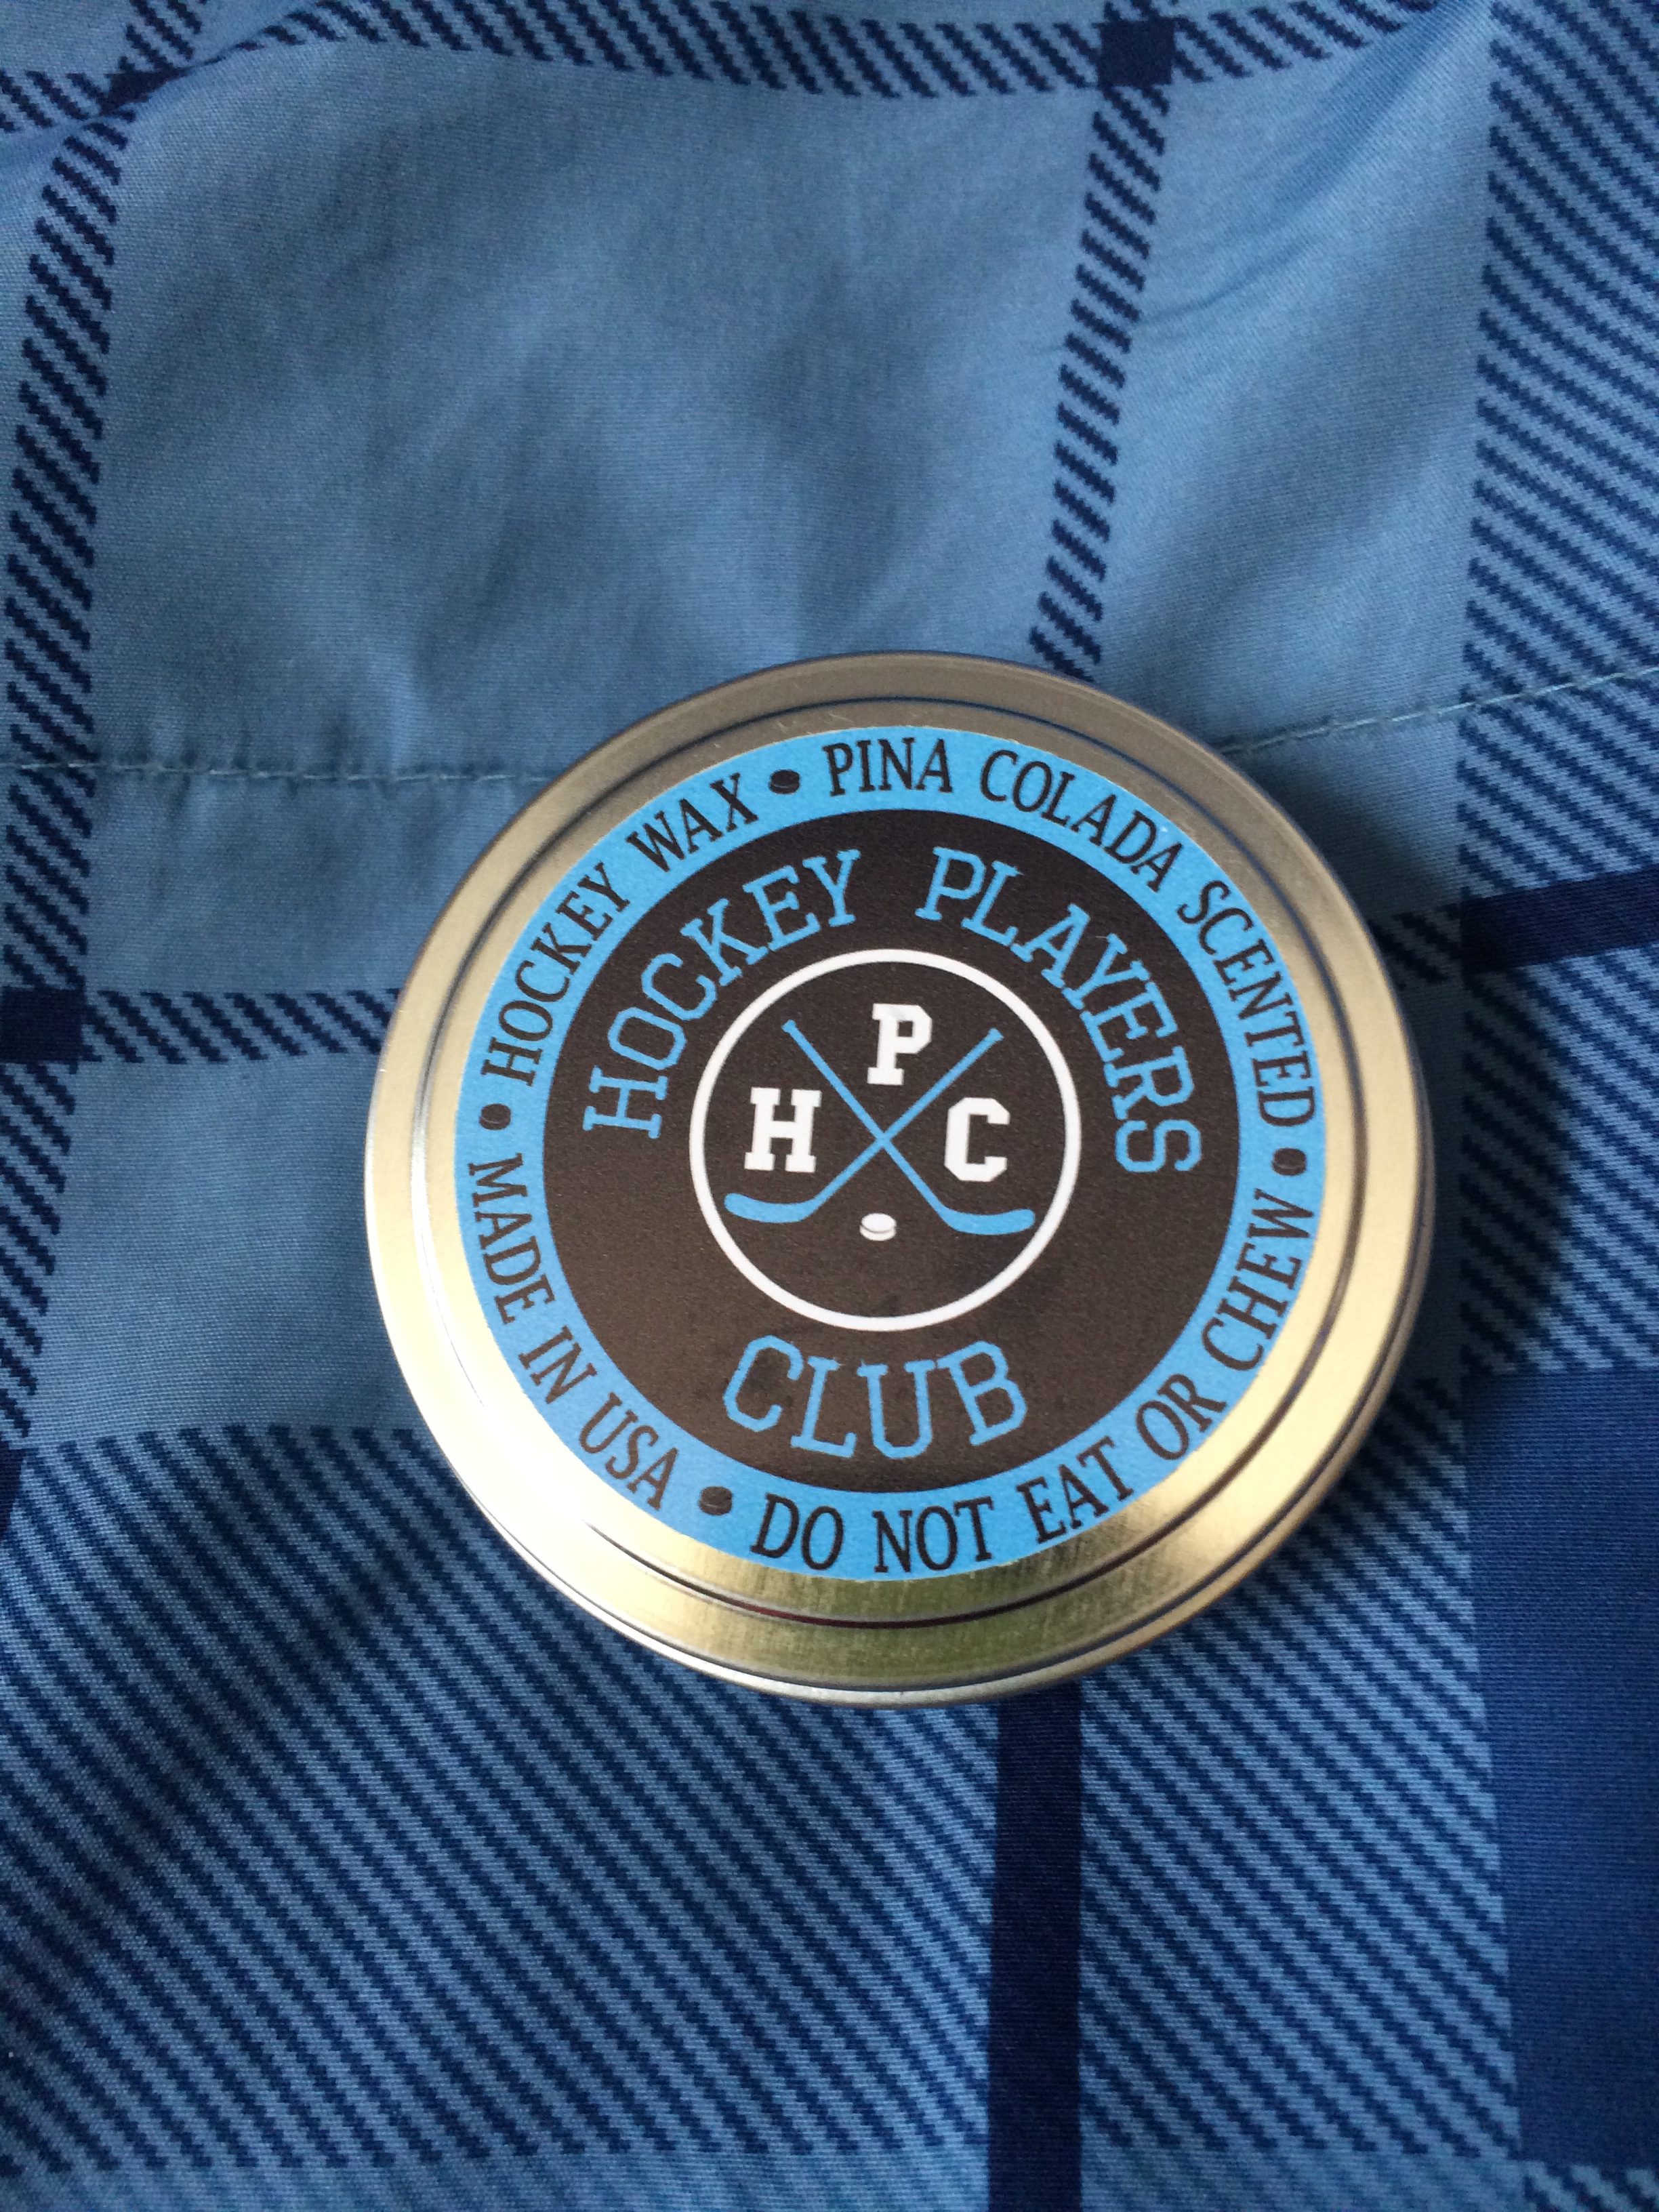 HOCKEY WAX • PINA COLADA SCENTED • DO NOT EAT OR CHEW • MADE IN USA •
HOCKEY PLAYERS
P
H C
CLUB